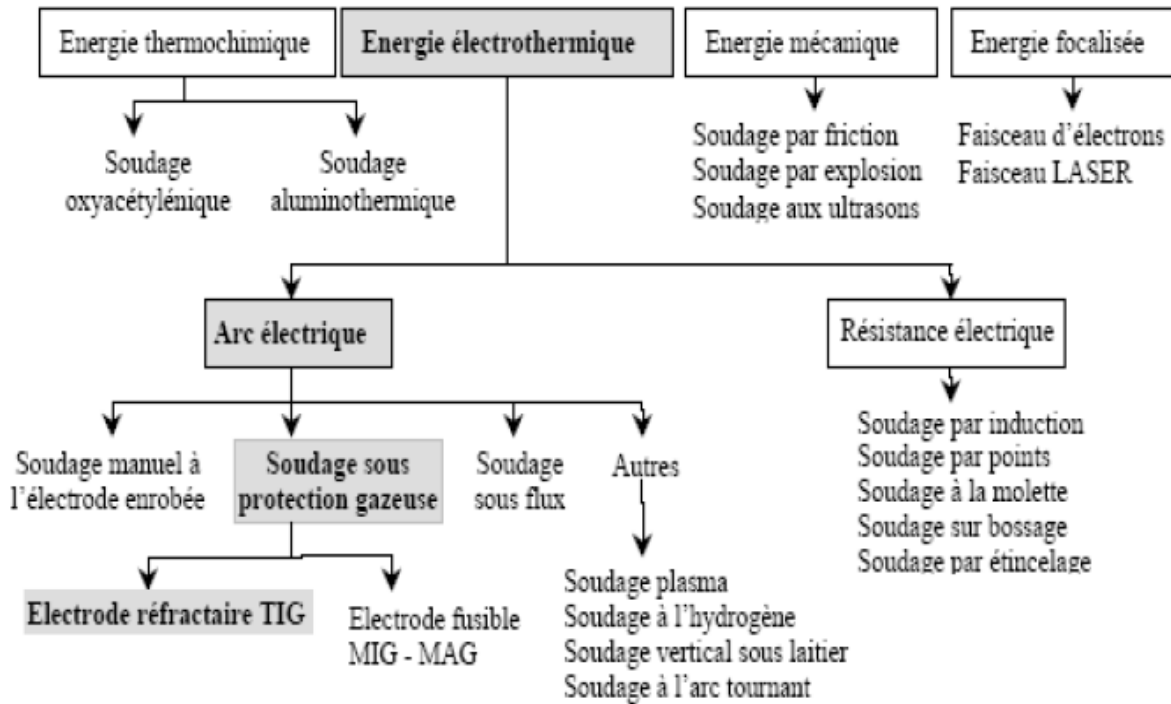 Energie thermochimique
Energie électrothermique
Energie mécanique
Energie focalisée
Soudage
oxyacétylénique
Soudage
aluminothermique
Soudage par friction
Soudage par explosion
Soudage aux ultrasons
Faisceau d'électrons
Faisceau LASER
Arc électrique
Résistance électrique
Soudage manuel à
l'électrode enrobée
Soudage sous
protection gazeuse
Soudage
sous flux
Autres
Soudage par induction
Soudage par points
Soudage à la molette
Soudage sur bossage
Soudage par étincelage
Electrode réfractaire TIG
Electrode fusible
MIG - MAG
Soudage plasma
Soudage à l'hydrogène
Soudage vertical sous laitier
Soudage à l'arc tournant